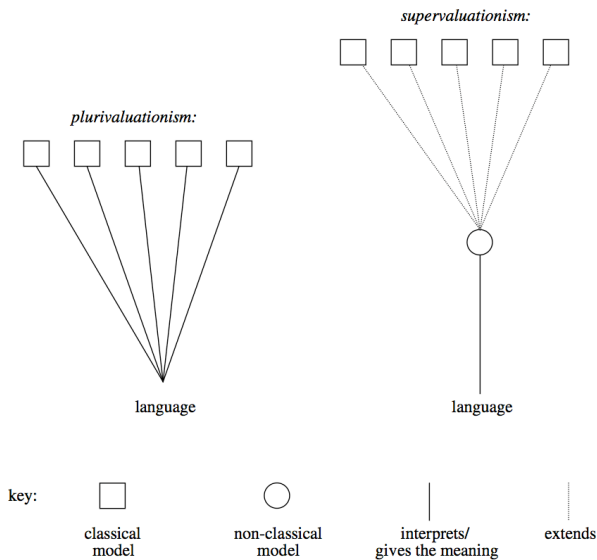 supervaluationism:
plurivaluationism:
language
language
key:
classical
model
non-classical
model
interprets/
gives the meaning
extends